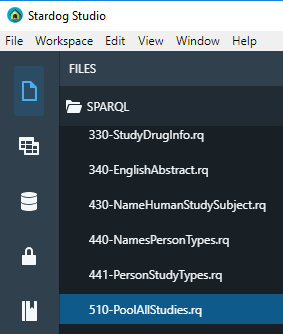 Stardog Studio
File Workspace Edit View Window Help
FILES
SPARQL
330-StudyDrugInfo.rq
340-EnglishAbstract.rq
430-NameHumanStudySubject.rq
440-NamesPersonTypes.rq
441-PersonStudyTypes.rq
510-PoolAllStudies.rq